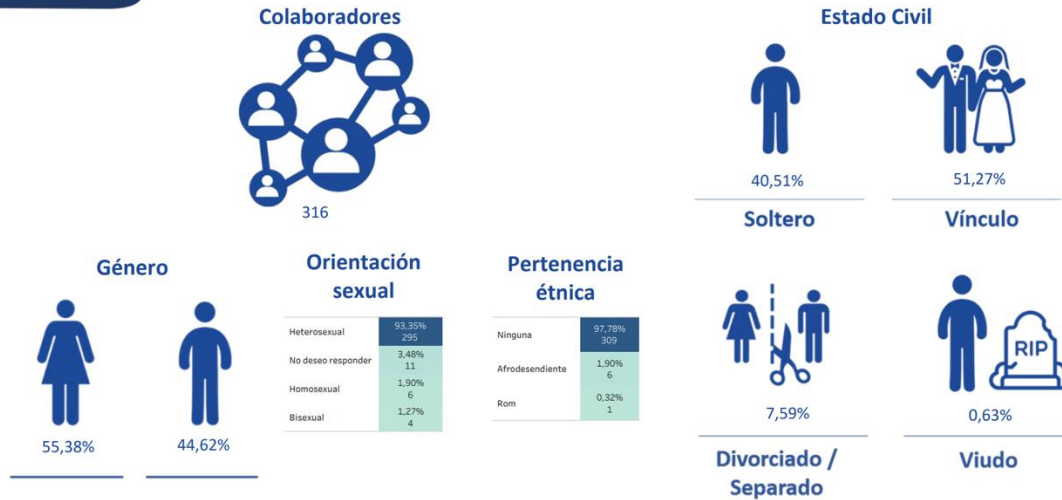 Colaboradores
316
Estado Civil
40,51%
Soltero
51,27%
Vínculo
7,59%
Divorciado /
Separado
RIP
0,63%
Viudo
Género
55,38%
44,62%
Orientación
sexual
Heterosexual 93,35%
295
No deseo responder 3,48%
11
Homosexual 1,90%
6
Bisexual 1,27%
4
Pertenencia
étnica
Ninguna 97,78%
309
Afrodesendiente 1,90%
6
Rom 0,32%
1